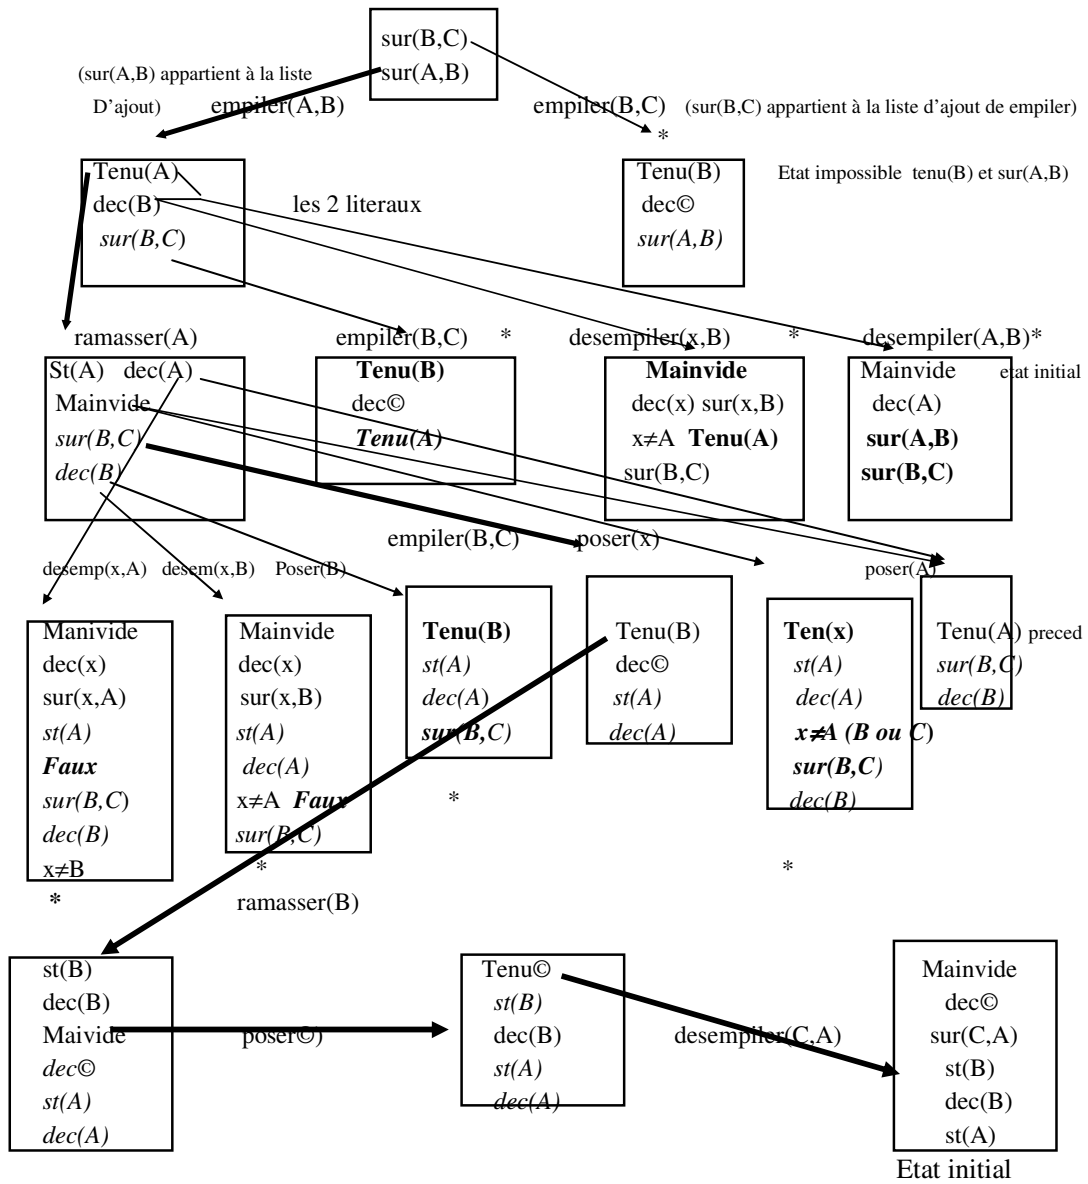 sur(B,C)
sur(A,B)
(sur(A,B) appartient à la liste
D'ajout)
empiler(A,B)
empiler(B,C)
(sur(B,C) appartient à la liste d'ajout de empiler)
*
Tenu(A)
dec(B)
sur(B,C)
les 2 literaux
Tenu(B)
dec©
sur(A,B)
Etat impossible tenu(B) et sur(A,B)
ramasser(A)
empiler(B,C) *
desempiler(x,B) *
desempiler(A,B)*
St(A) dec(A)
Mainvide
sur(B,C)
dec(B)
Tenu(B)
dec©
Tenu(A)
Mainvide
dec(x) sur(x,B)
x≠A Tenu(A)
sur(B,C)
Mainvide
dec(A)
sur(A,B)
sur(B,C)
etat initial
empiler(B,C)
poser(x)
desemp(x,A)
desem(x,B)
Poser(B)
poser(A)
Manivide
dec(x)
sur(x,A)
st(A)
Faux
sur(B,C)
dec(B)
x≠B
*
Mainvide
dec(x)
sur(x,B)
st(A)
dec(A)
x≠A Faux
sur(B,C)
*
Tenu(B)
st(A)
dec(A)
sur(B,C)
*
Tenu(B)
dec©
st(A)
dec(A)
Ten(x)
st(A)
dec(A)
x≠A (B ou C)
sur(B,C)
dec(B)
*
Tenu(A) preced
sur(B,C)
dec(B)
ramasser(B)
st(B)
dec(B)
Maivide
dec©
st(A)
dec(A)
poser©)
Tenu©
st(B)
dec(B)
st(A)
dec(A)
desempiler(C,A)
Mainvide
dec©
sur(C,A)
st(B)
dec(B)
st(A)
Etat initial